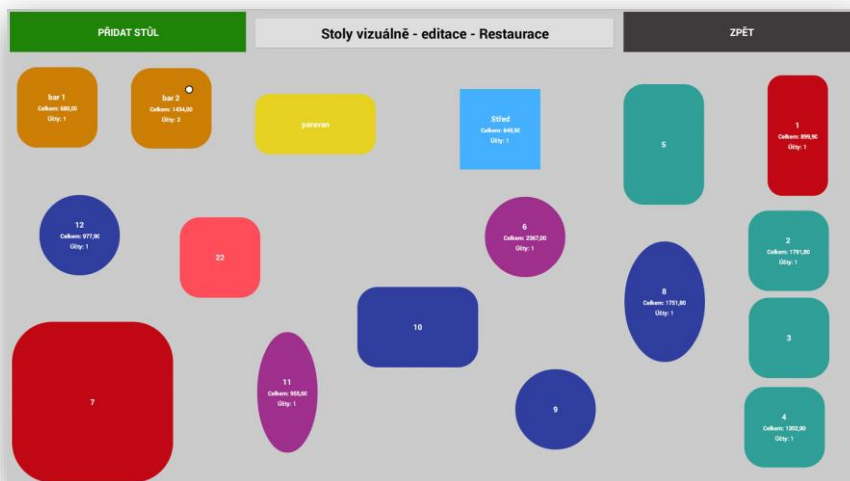 PŘIDAT STŮL
Stoly vizuálně - editace - Restaurace
ZPĚT
bar 1
Celkem: 680,00
Účty: 1
bar 2
Celkem: 1434,00
Účty: 2
paravan
Střed
Celkem: 849,90
Účty: 1
5
1
Celkem: 899,90
Účty: 1
12
Celkem: 977,90
Účty: 1
22
6
Celkem: 2367,00
Účty: 1
2
Celkem: 1791,80
Účty: 1
8
Celkem: 1751,80
Účty: 1
10
3
7
11
Celkem: 955,60
Účty: 1
9
4
Celkem: 1302,90
Účty: 1